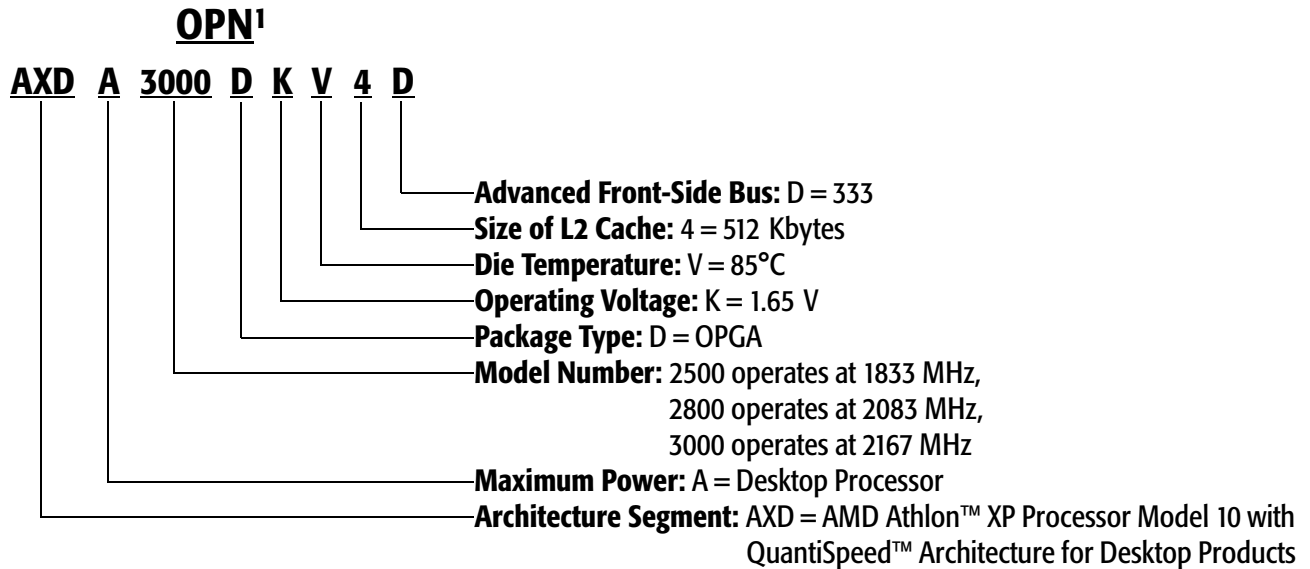 OPN¹
AXD A 3000 D K V 4 D
Advanced Front-Side Bus: D = 333
Size of L2 Cache: 4 = 512 Kbytes
Die Temperature: V = 85°C
Operating Voltage: K = 1.65 V
Package Type: D = OPGA
Model Number: 2500 operates at 1833 MHz,
2800 operates at 2083 MHz,
3000 operates at 2167 MHz
Maximum Power: A = Desktop Processor
Architecture Segment: AXD = AMD Athlon™ XP Processor Model 10 with
QuantiSpeed™ Architecture for Desktop Products